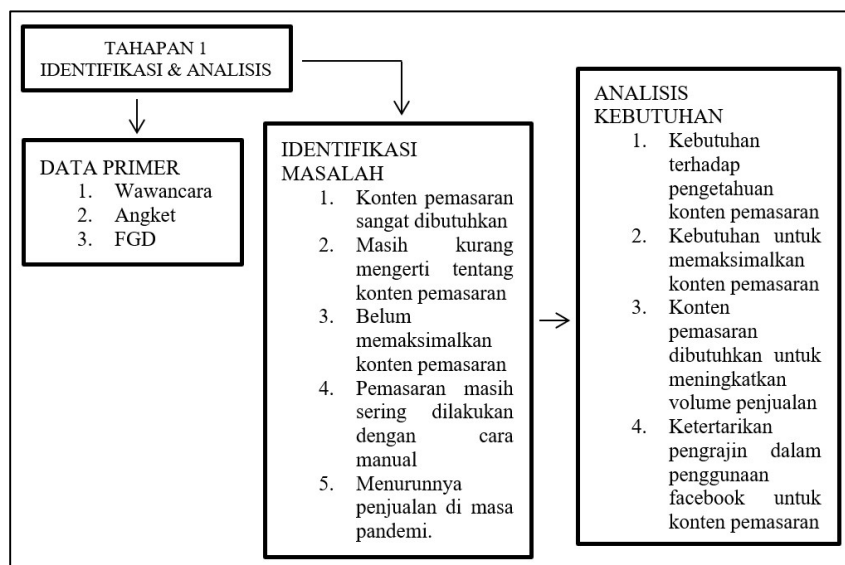 TAHAPAN 1
IDENTIFIKASI & ANALISIS
DATA PRIMER
1. Wawancara
2. Angket
3. FGD
IDENTIFIKASI
MASALAH
1. Konten pemasaran
sangat dibutuhkan
2. Masih kurang
mengerti tentang
konten pemasaran
3. Belum
memaksimalkan
konten pemasaran
4. Pemasaran masih
sering dilakukan
dengan cara
manual
5. Menurunnya
penjualan di masa
pandemi.
ANALISIS
KEBUTUHAN
1. Kebutuhan
terhadap
pengetahuan
konten pemasaran
2. Kebutuhan untuk
memaksimalkan
konten pemasaran
3. Konten
pemasaran
dibutuhkan untuk
meningkatkan
volume penjualan
4. Ketertarikan
pengrajin dalam
penggunaan
facebook untuk
konten pemasaran